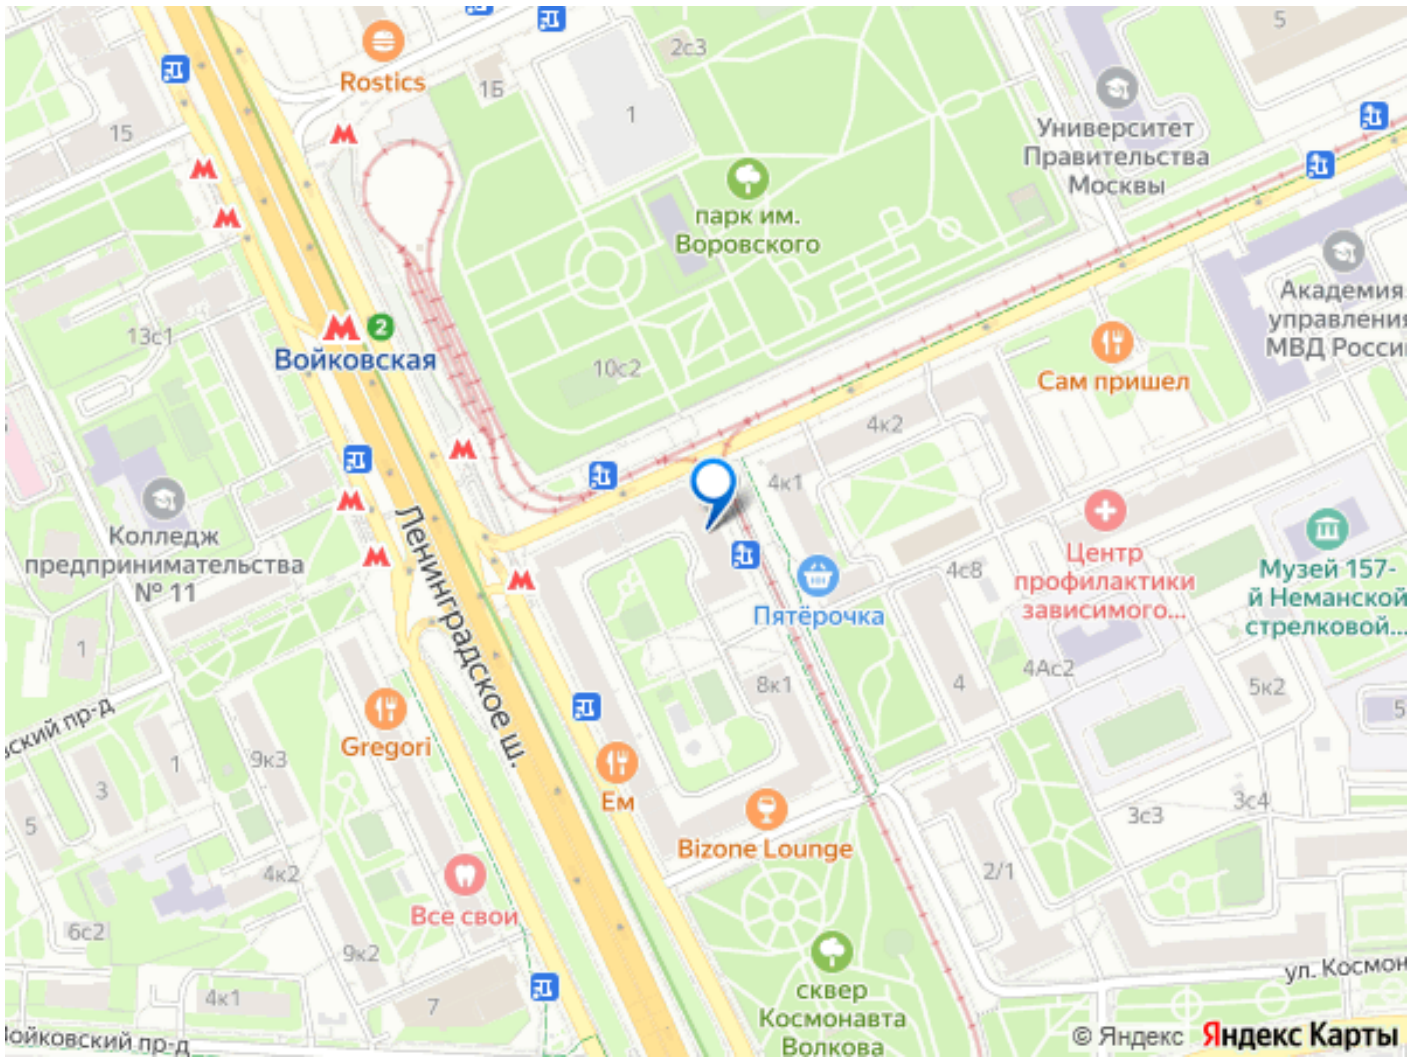 5
2с3
Rostics
1Б
1
15
Университет
Правительства
Москвы
парк им.
Воровского
Академия
управления
МВД Росси
13с1
2
Войковская
10с2
Сам пришел
4к2
4к1
Колледж
предпринимательства
№ 11
Ленинградское ш.
Центр
профилактики
зависимого...
Музей 157-
й Неманской
стрелковой...
4с8
Пятёрочка
1
8к1
4
4Ас2
5к2
5
ский пр-д
Gregori
9к3
1
3
5
Ем
3с4
3с3
Bizone Lounge
2/1
4к2
Все свои
6с2
9к2
ул. Космон
4к1
7
сквер
Космонавта
Волкова
ойковский пр-д
© Яндекс Яндекс Карты